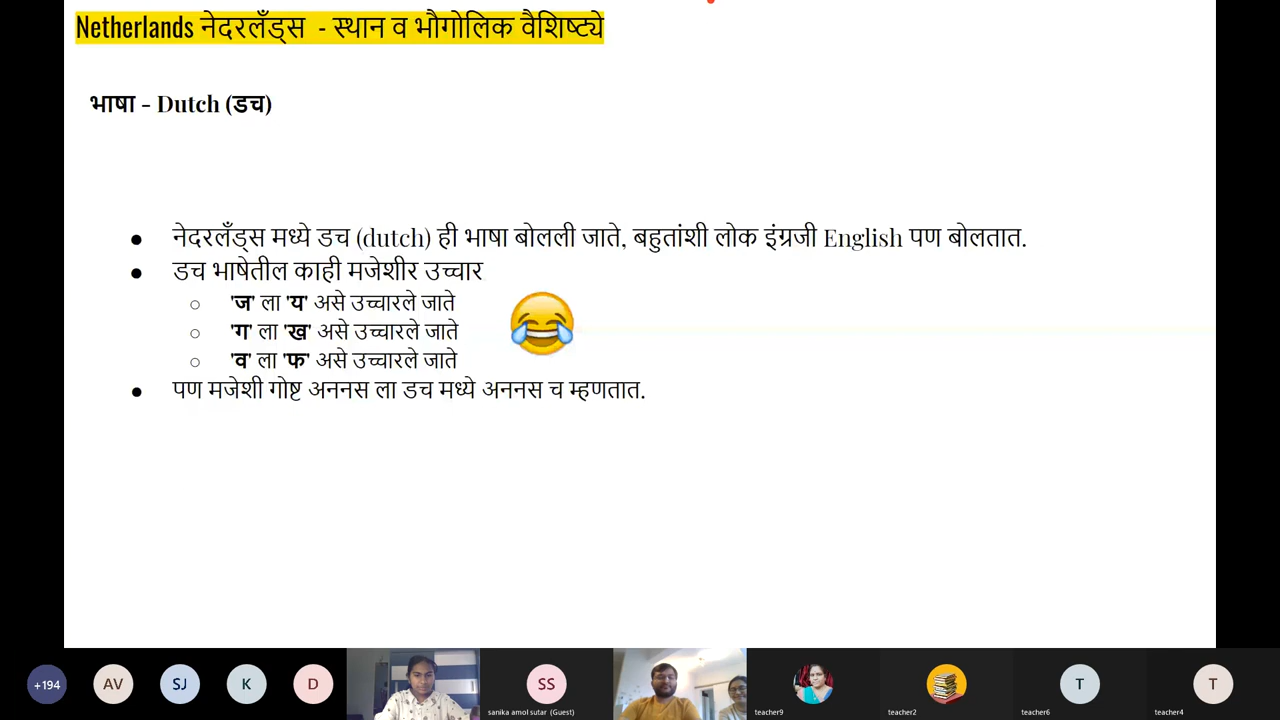 Netherlands नेदरलँड्स - स्थान व भौगोलिक वैशिष्ट्ये
भाषा - Dutch (डच)
● नेदरलँड्स मध्ये डच (dutch) ही भाषा बोलली जाते, बहुतांशी लोक इंग्रजी English पण बोलतात.
● डच भाषेतील काही मजेशीर उच्चार
○ 'ज' ला 'य' असे उच्चारले जाते
○ 'ग' ला 'ख' असे उच्चारले जाते
○ 'व' ला 'फ' असे उच्चारले जाते
● पण मजेशी गोष्ट अननस ला डच मध्ये अननस च म्हणतात.
+194 AV SJ K D SS T T
sanika amol sutar (Guest) teacher9 teacher2 teacher6 teacher4